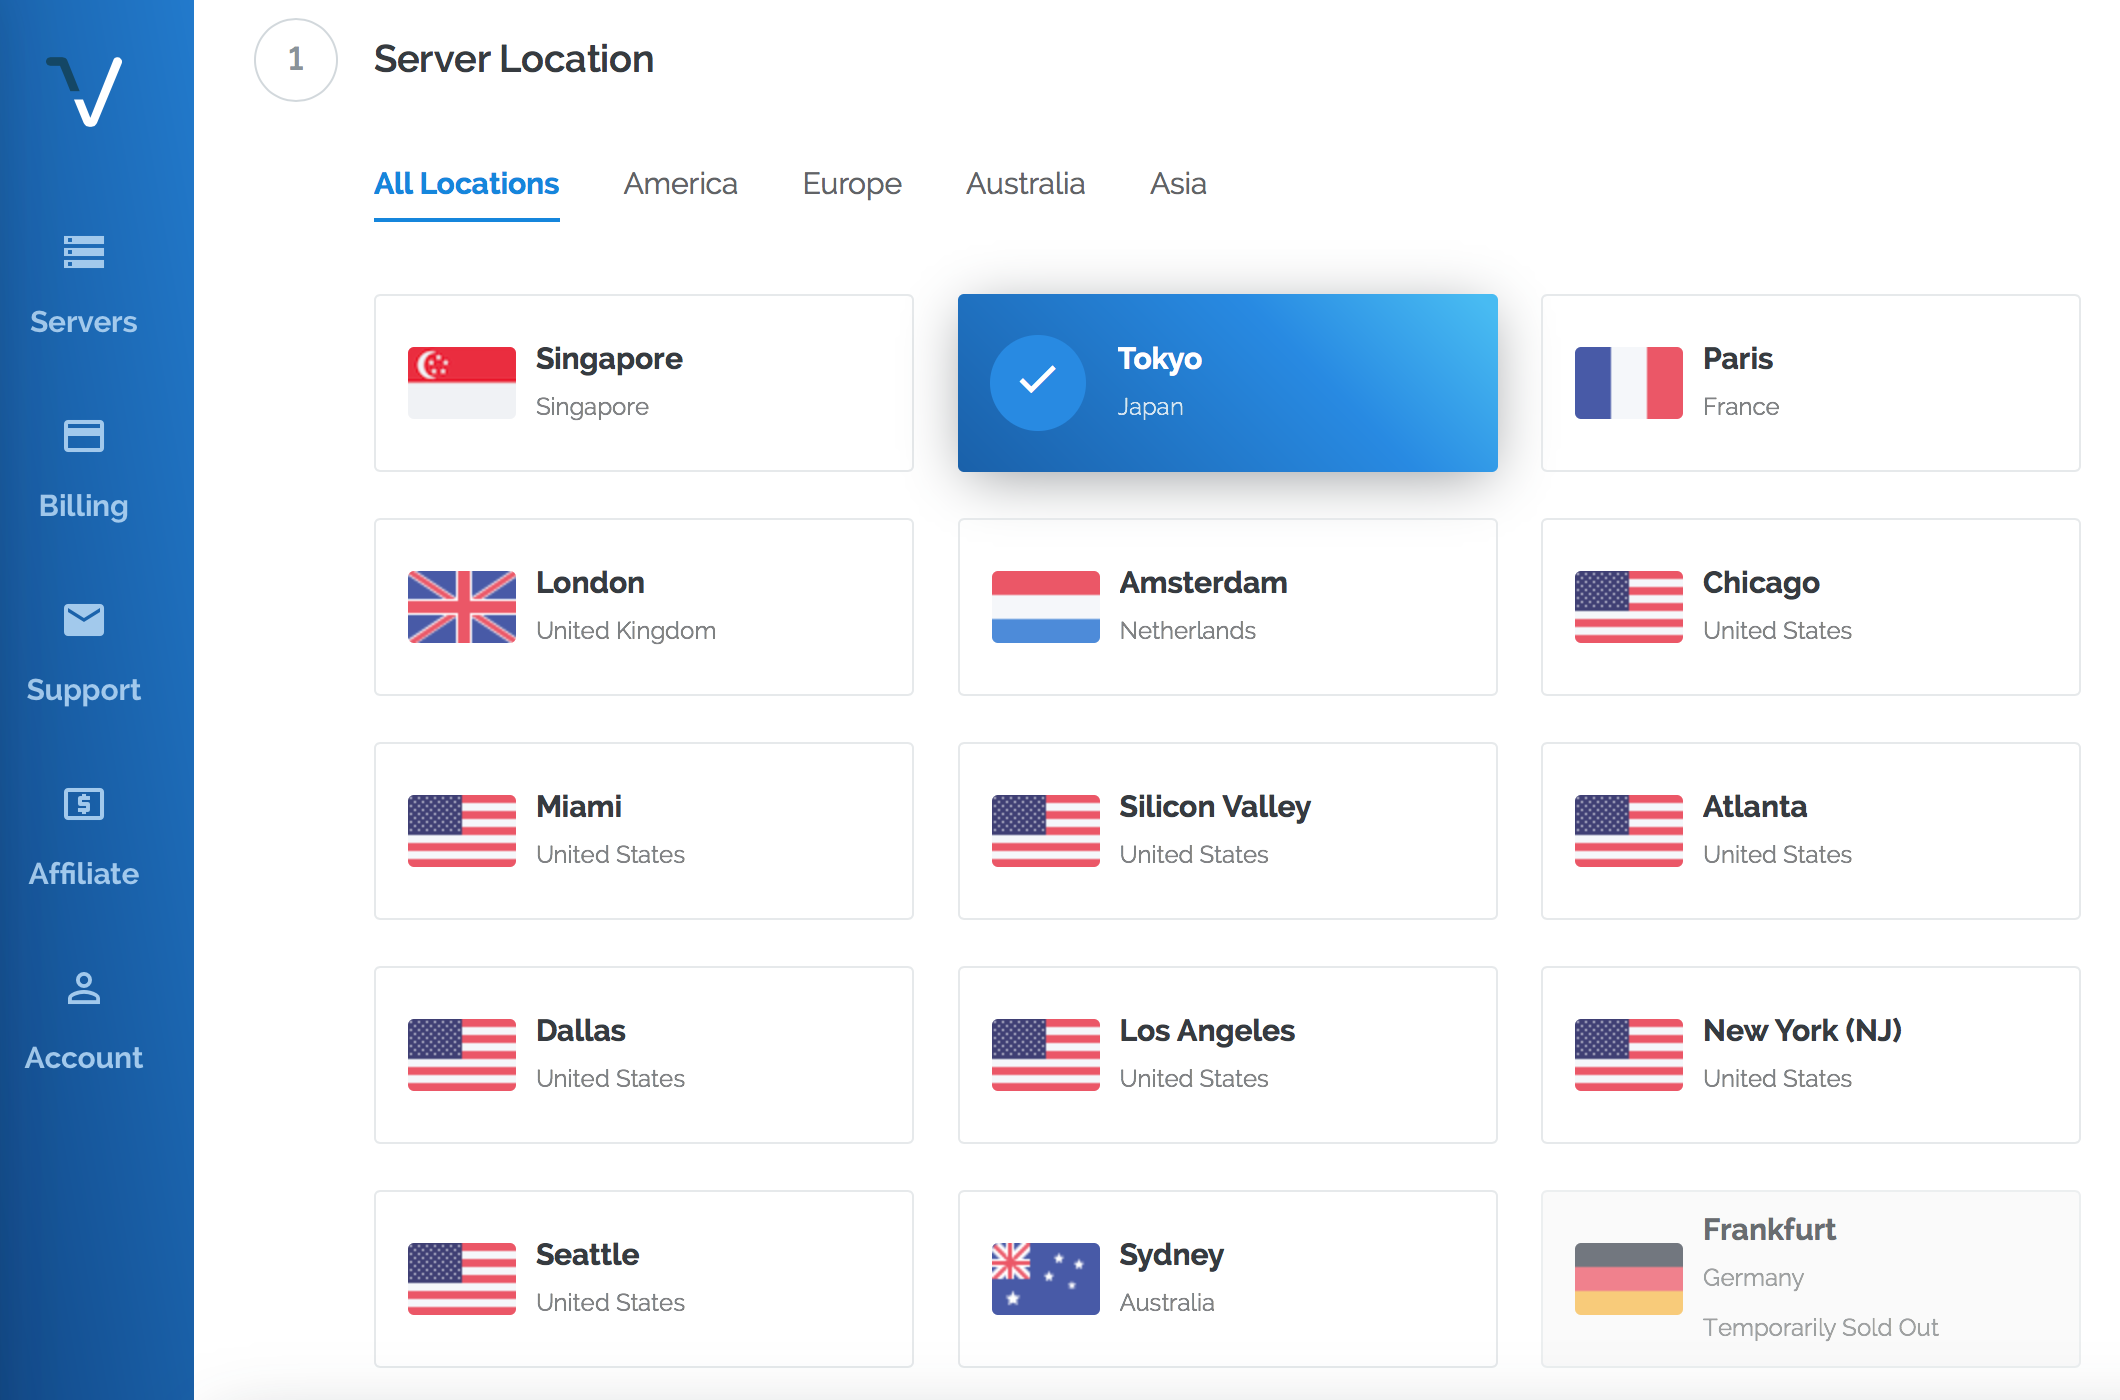 1
Server Location
All Locations America Europe Australia Asia
Servers
Billing
Support
Affiliate
Account
Singapore
Singapore
Tokyo
Japan
Paris
France
London
United Kingdom
Amsterdam
Netherlands
Chicago
United States
Miami
United States
Silicon Valley
United States
Atlanta
United States
Dallas
United States
Los Angeles
United States
New York (NJ)
United States
Seattle
United States
Sydney
Australia
Frankfurt
Germany
Temporarily Sold Out